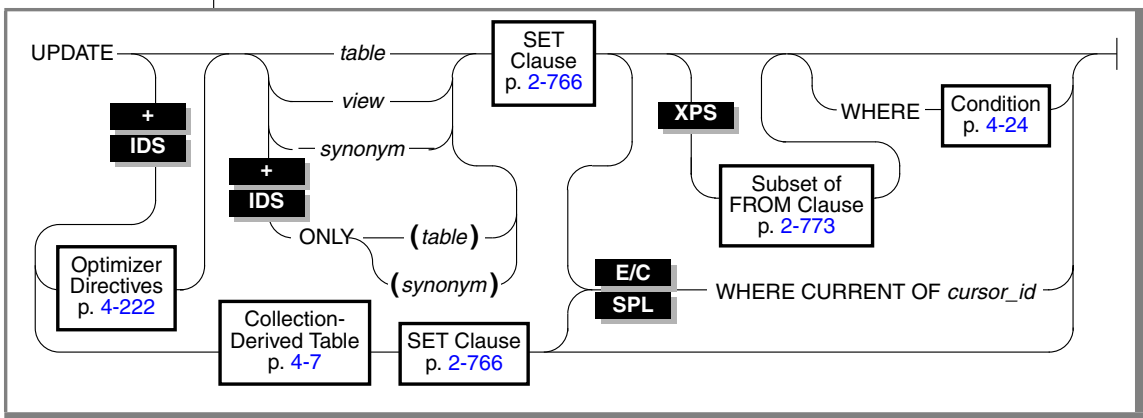 UPDATE
table
view
synonym
+
IDS
+
IDS
ONLY
(table)
(synonym)
SET
Clause
p. 2-766
XPS
WHERE
Condition
p. 4-24
Subset of
FROM Clause
p. 2-773
Optimizer
Directives
p. 4-222
E/C
SPL
WHERE CURRENT OF cursor_id
Collection-
Derived Table
p. 4-7
SET Clause
p. 2-766